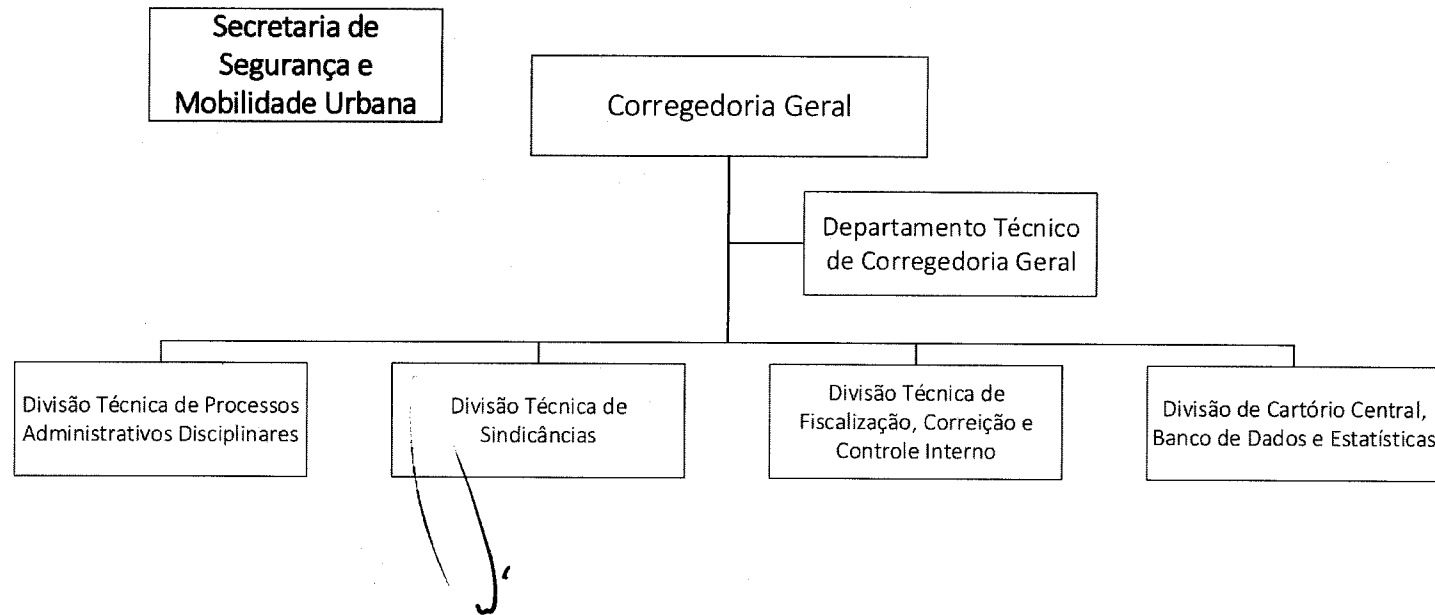 Secretaria de
Segurança e
Mobilidade Urbana
Corregedoria Geral
Departamento Técnico
de Corregedoria Geral
Divisão Técnica de Processos
Administrativos Disciplinares
Divisão Técnica de
Sindicâncias
Divisão Técnica de
Fiscalização, Correição e
Controle Interno
Divisão de Cartório Central,
Banco de Dados e Estatísticas